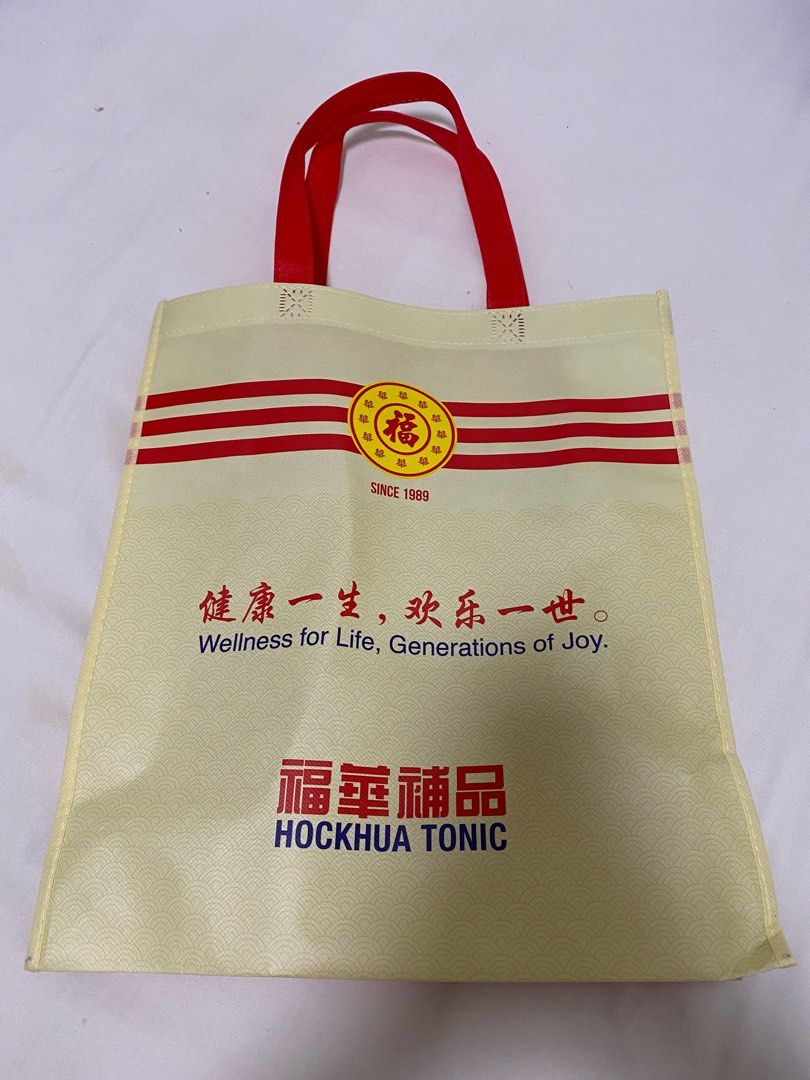 福
SINCE 1989
健康一生，欢乐一世。
Wellness for Life, Generations of Joy.
福華補品
HOCKHUA TONIC